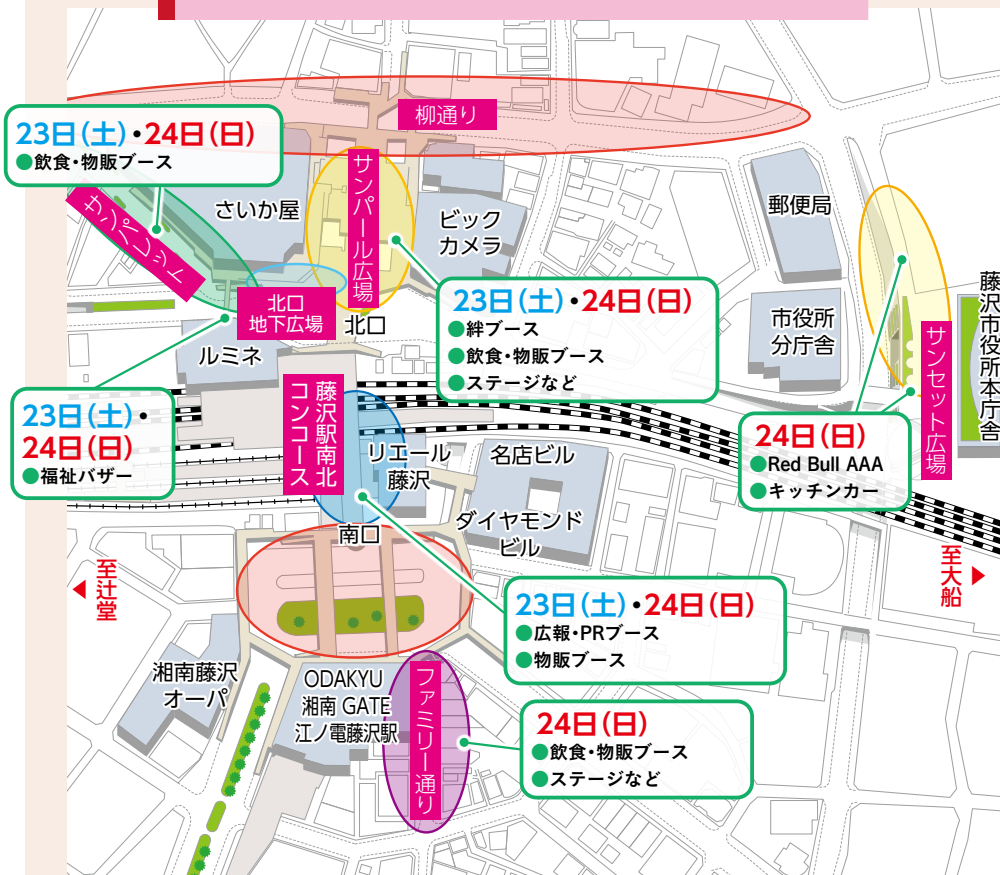 柳通り
23日(土)・24日(日)
●飲食・物販ブース
サンパレット
さいか屋
サンパール広場
ビック
カメラ
郵便局
北口
地下広場
北口
ルミネ
23日(土)・24日(日)
●絆ブース
●飲食・物販ブース
●ステージなど
市役所
分庁舎
サンセット広場
藤沢市役所本庁舎
23日(土)・
24日(日)
●福祉バザー
藤沢駅南北
コンコース
リエール
藤沢
名店ビル
ダイヤモンド
ビル
24日(日)
●Red Bull AAA
●キッチンカー
南口
至辻堂
至大船
23日(土)・24日(日)
●広報・PRブース
●物販ブース
湘南藤沢
オーパ
ODAKYU
湘南 GATE
江ノ電藤沢駅
ファミリー通り
24日(日)
●飲食・物販ブース
●ステージなど